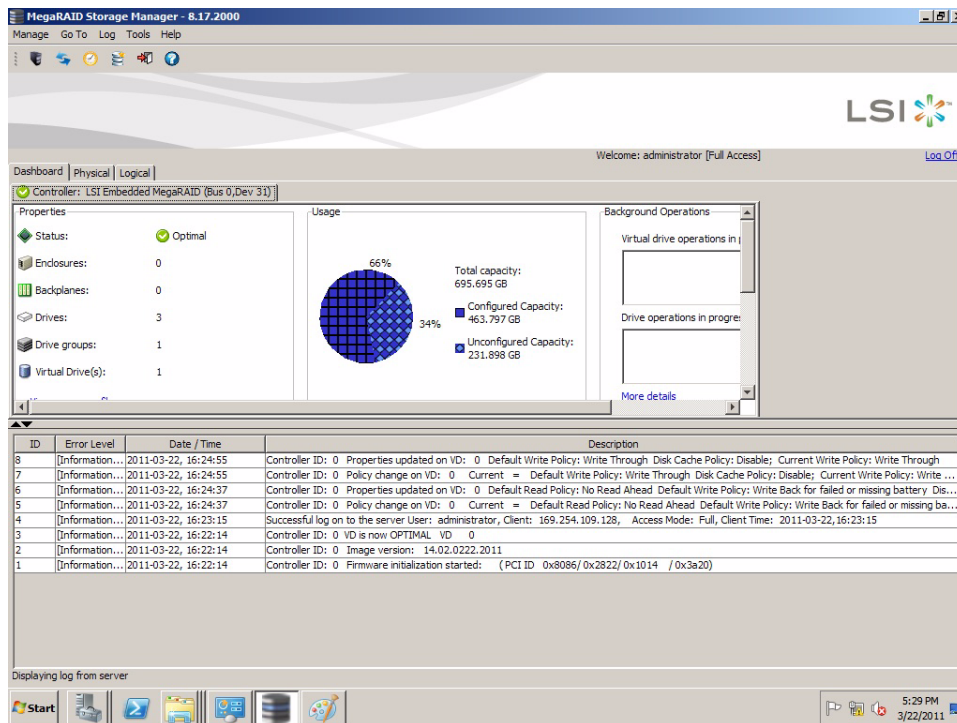 MegaRAID Storage Manager - 8.17.2000
Manage Go To Log Tools Help
LSI
Welcome: administrator [Full Access]
Log Off
Dashboard Physical Logical
Controller: LSI Embedded MegaRAID (Bus 0,Dev 31)
Properties
Status: Optimal
Enclosures: 0
Backplanes: 0
Drives: 3
Drive groups: 1
Virtual Drive(s): 1
Usage
66%
34%
Total capacity:
695.695 GB
Configured Capacity:
463.797 GB
Unconfigured Capacity:
231.898 GB
Background Operations
Virtual drive operations in
Drive operations in progre
More details
ID Error Level Date / Time Description
8 [Information... 2011-03-22, 16:24:55 Controller ID: 0 Properties updated on VD: 0 Default Write Policy: Write Through Disk Cache Policy: Disable; Current Write Policy: Write Through
7 [Information... 2011-03-22, 16:24:55 Controller ID: 0 Policy change on VD: 0 Current = Default Write Policy: Write Through Disk Cache Policy: Disable; Current Write Policy: Write ...
6 [Information... 2011-03-22, 16:24:37 Controller ID: 0 Properties updated on VD: 0 Default Read Policy: No Read Ahead Default Write Policy: Write Back for failed or missing battery Dis...
5 [Information... 2011-03-22, 16:24:37 Controller ID: 0 Policy change on VD: 0 Current = Default Read Policy: No Read Ahead Default Write Policy: Write Back for failed or missing ba...
4 [Information... 2011-03-22, 16:23:15 Successful log on to the server User: administrator, Client: 169.254.109.128, Access Mode: Full, Client Time: 2011-03-22,16:23:15
3 [Information... 2011-03-22, 16:22:14 Controller ID: 0 VD is now OPTIMAL VD 0
2 [Information... 2011-03-22, 16:22:14 Controller ID: 0 Image version: 14.02.0222.2011
1 [Information... 2011-03-22, 16:22:14 Controller ID: 0 Firmware initialization started: (PCI ID 0x8086/ 0x2822/ 0x1014 / 0x3a20)
Displaying log from server
Start
5:29 PM
3/22/2011